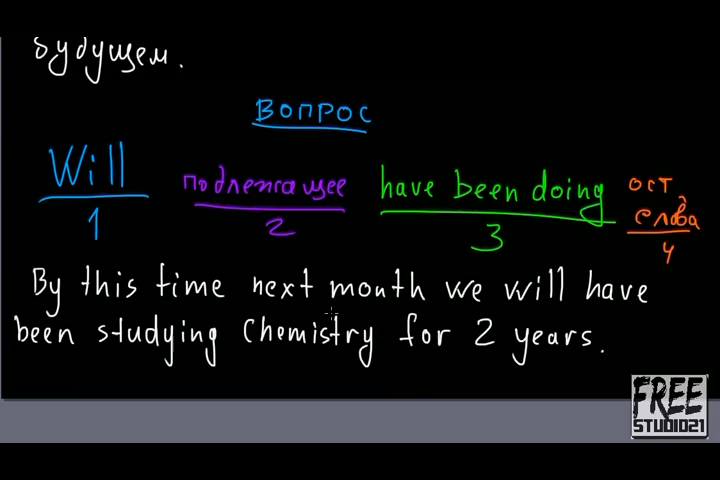 будущем.
ВОПРОС
Will подлежащее have been doing ост слова
1 2 3 4
By this time next month we will have
been studying Chemistry for 2 years.
FREE
STUDIO21